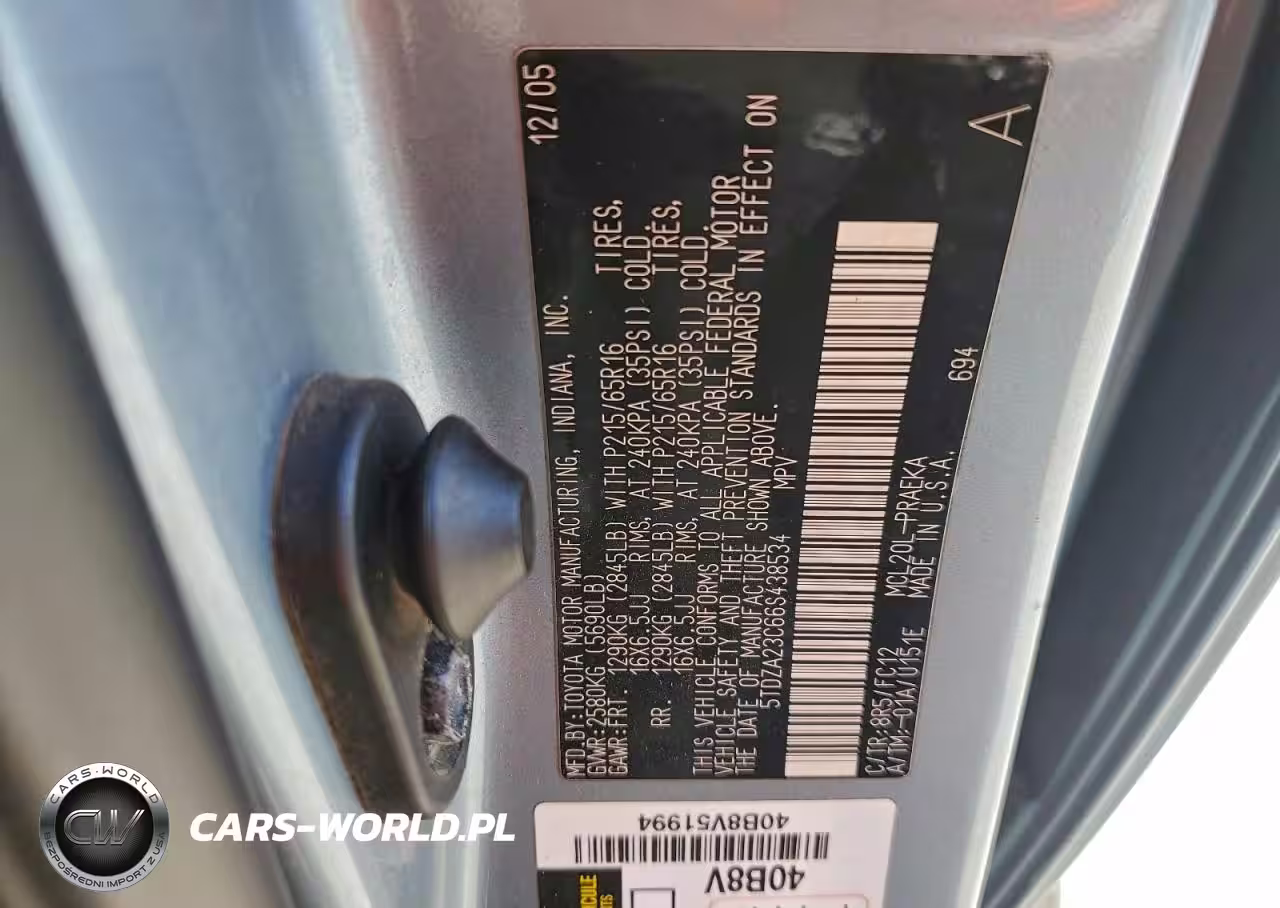 MFD.BY:TOYOTA MOTOR MANUFACTURING, INDIANA, INC. 12/05
GVWR:2580KG (5690LB)
GAWR:FRT. 1290KG (2845LB) WITH P215/65R16 TIRES,
16X6.5JJ RIMS, AT 240KPA (35PSI) COLD.
RR. 1290KG (2845LB) WITH P215/65R16 TIRES,
16X6.5JJ RIMS, AT 240KPA (35PSI) COLD.
THIS VEHICLE CONFORMS TO ALL APPLICABLE FEDERAL MOTOR
VEHICLE SAFETY AND THEFT PREVENTION STANDARDS IN EFFECT ON
THE DATE OF MANUFACTURE SHOWN ABOVE.
5TDZA23C66S438534 MPV
C/TR:8R5/FC12 MCL20L-PRAEKA
A/TM:-01A/U151E MADE IN U.S.A. 694
A
40B8V51994
40B8V
CARS-WORLD
CW
BEZPOŚREDNI IMPORT Z USA
CARS-WORLD.PL